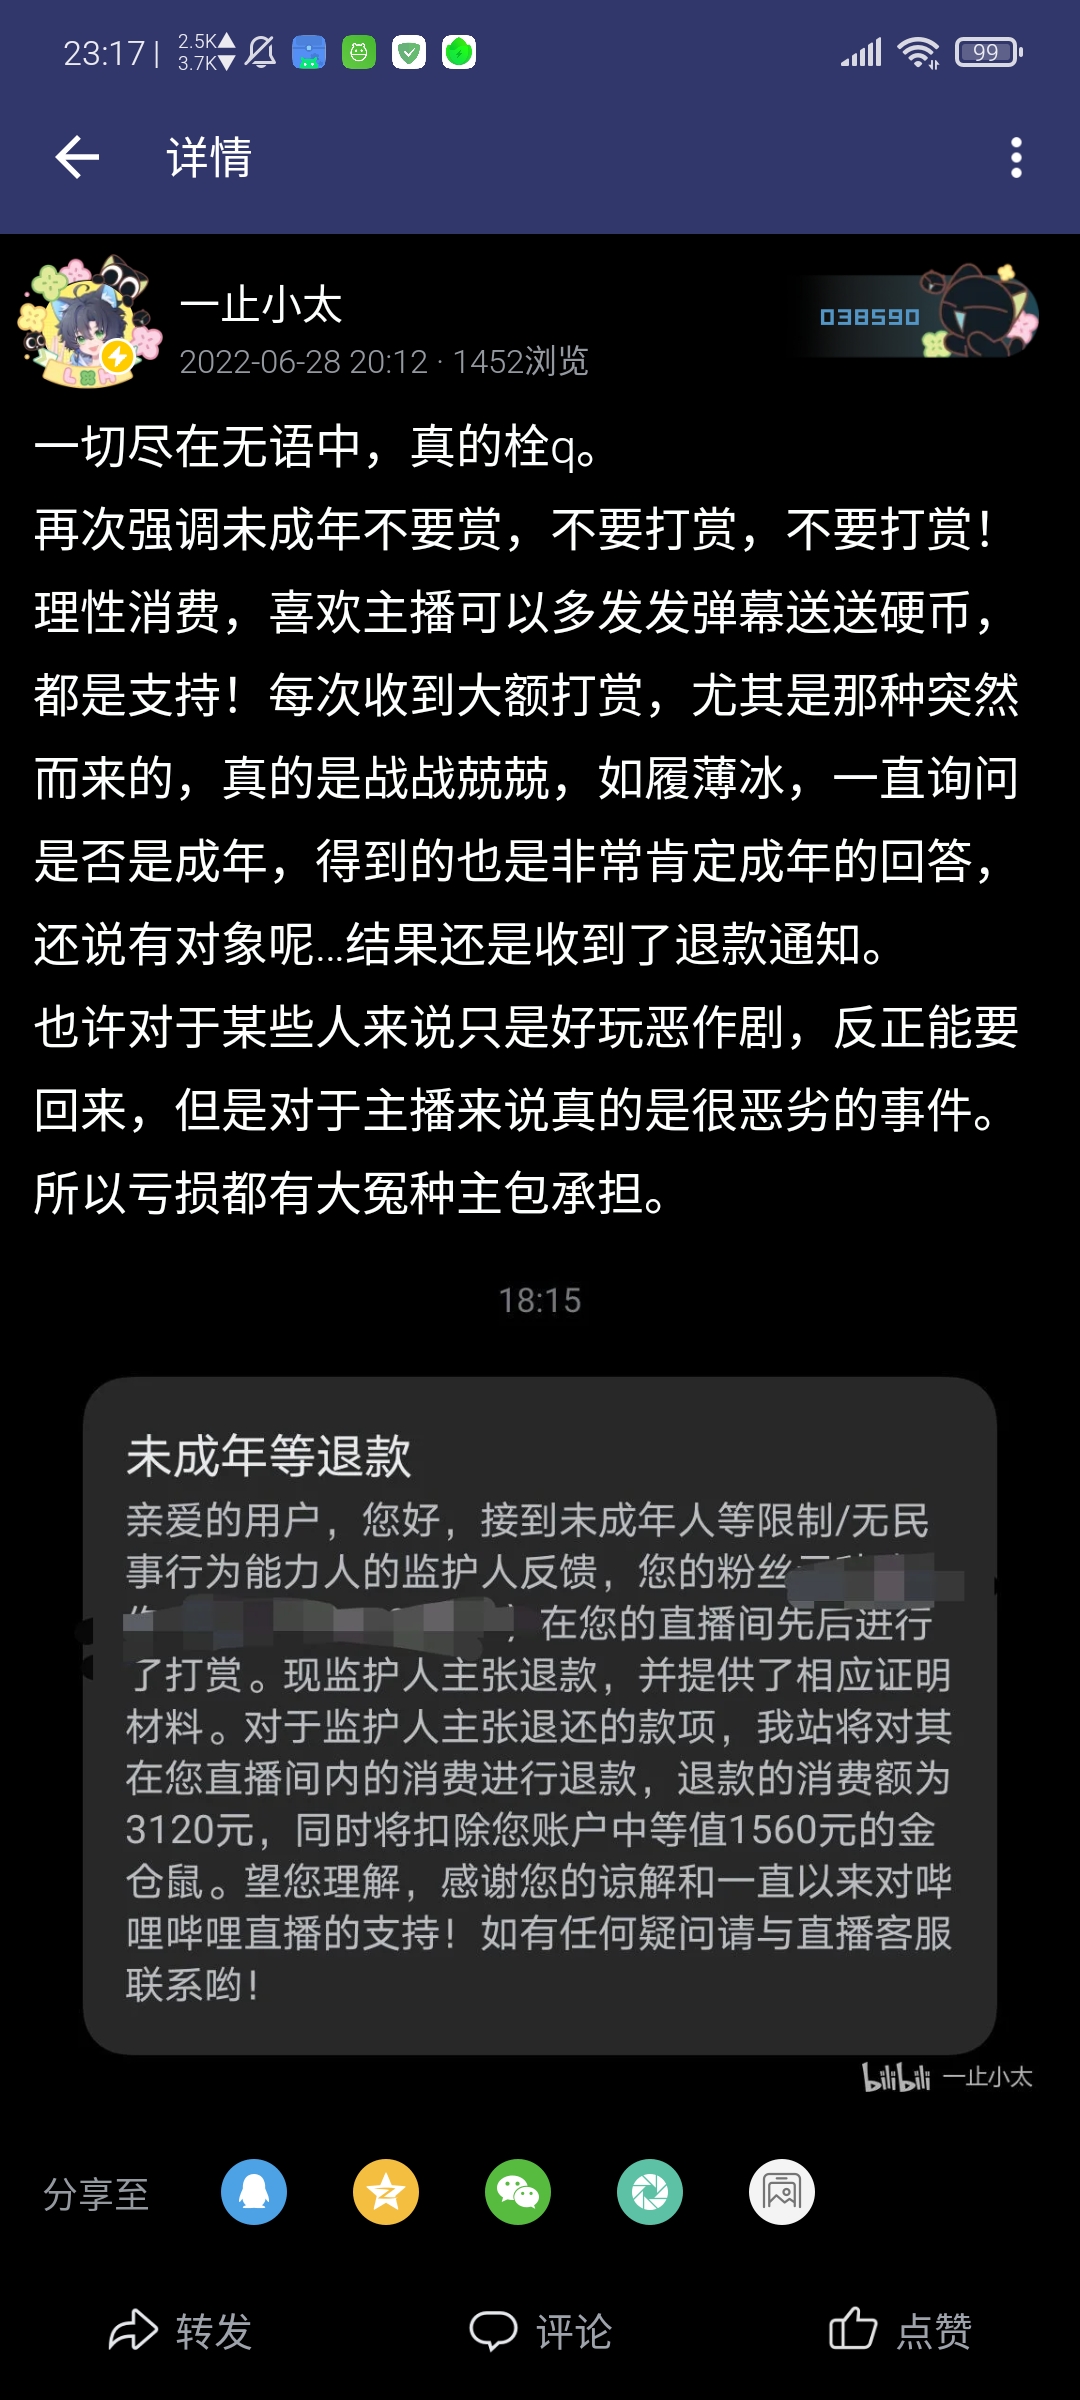 23:17 | 2.5K 3.7K 99
详情
一止小太
038590
2022-06-28 20:12 · 1452浏览
一切尽在无语中，真的栓q。
再次强调未成年不要赏，不要打赏，不要打赏！
理性消费，喜欢主播可以多发发弹幕送送硬币，
都是支持！每次收到大额打赏，尤其是那种突然
而来的，真的是战战兢兢，如履薄冰，一直询问
是否是成年，得到的也是非常肯定成年的回答，
还说有对象呢...结果还是收到了退款通知。
也许对于某些人来说只是好玩恶作剧，反正能要
回来，但是对于主播来说真的是很恶劣的事件。
所以亏损都有大冤种主包承担。
18:15
未成年等退款
亲爱的用户，您好，接到未成年人等限制/无民
事行为能力人的监护人反馈，您的粉丝
在您的直播间先后进行
了打赏。现监护人主张退款，并提供了相应证明
材料。对于监护人主张退还的款项，我站将对其
在您直播间内的消费进行退款，退款的消费额为
3120元，同时将扣除您账户中等值1560元的金
仓鼠。望您理解，感谢您的谅解和一直以来对哔
哩哔哩直播的支持！如有任何疑问请与直播客服
联系哟！
bilibili 一止小太
分享至
转发 评论 点赞